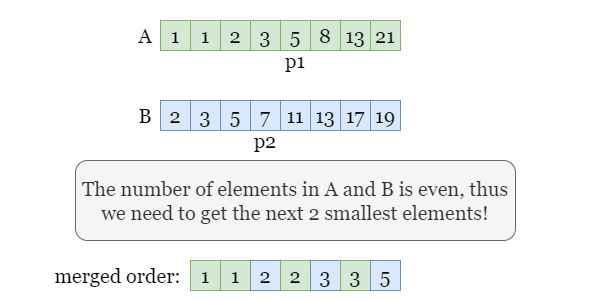 A 1 1 2 3 5 8 13 21
p1
B 2 3 5 7 11 13 17 19
p2
The number of elements in A and B is even, thus
we need to get the next 2 smallest elements!
merged order: 1 1 2 2 3 3 5